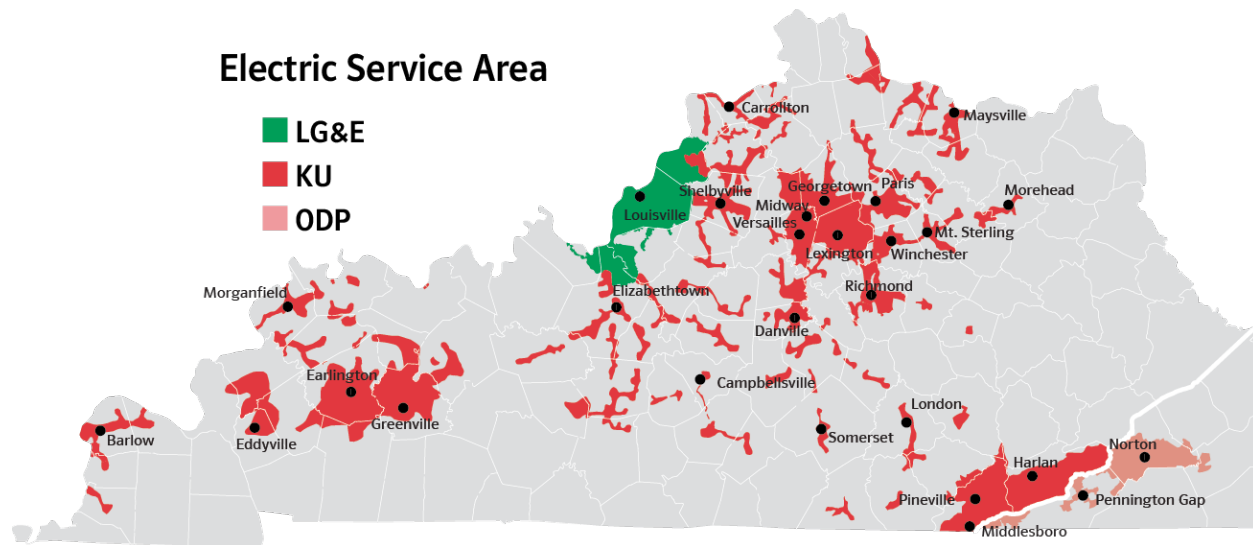 Electric Service Area
LG&E
KU
ODP
Carrollton
Maysville
Shelbyville
Louisville
Georgetown
Paris
Morehead
Midway
Versailles
Mt. Sterling
Lexington
Winchester
Morganfield
Elizabethtown
Richmond
Danville
Earlington
Campbellsville
Greenville
London
Barlow
Eddyville
Somerset
Norton
Harlan
Pineville
Pennington Gap
Middlesboro